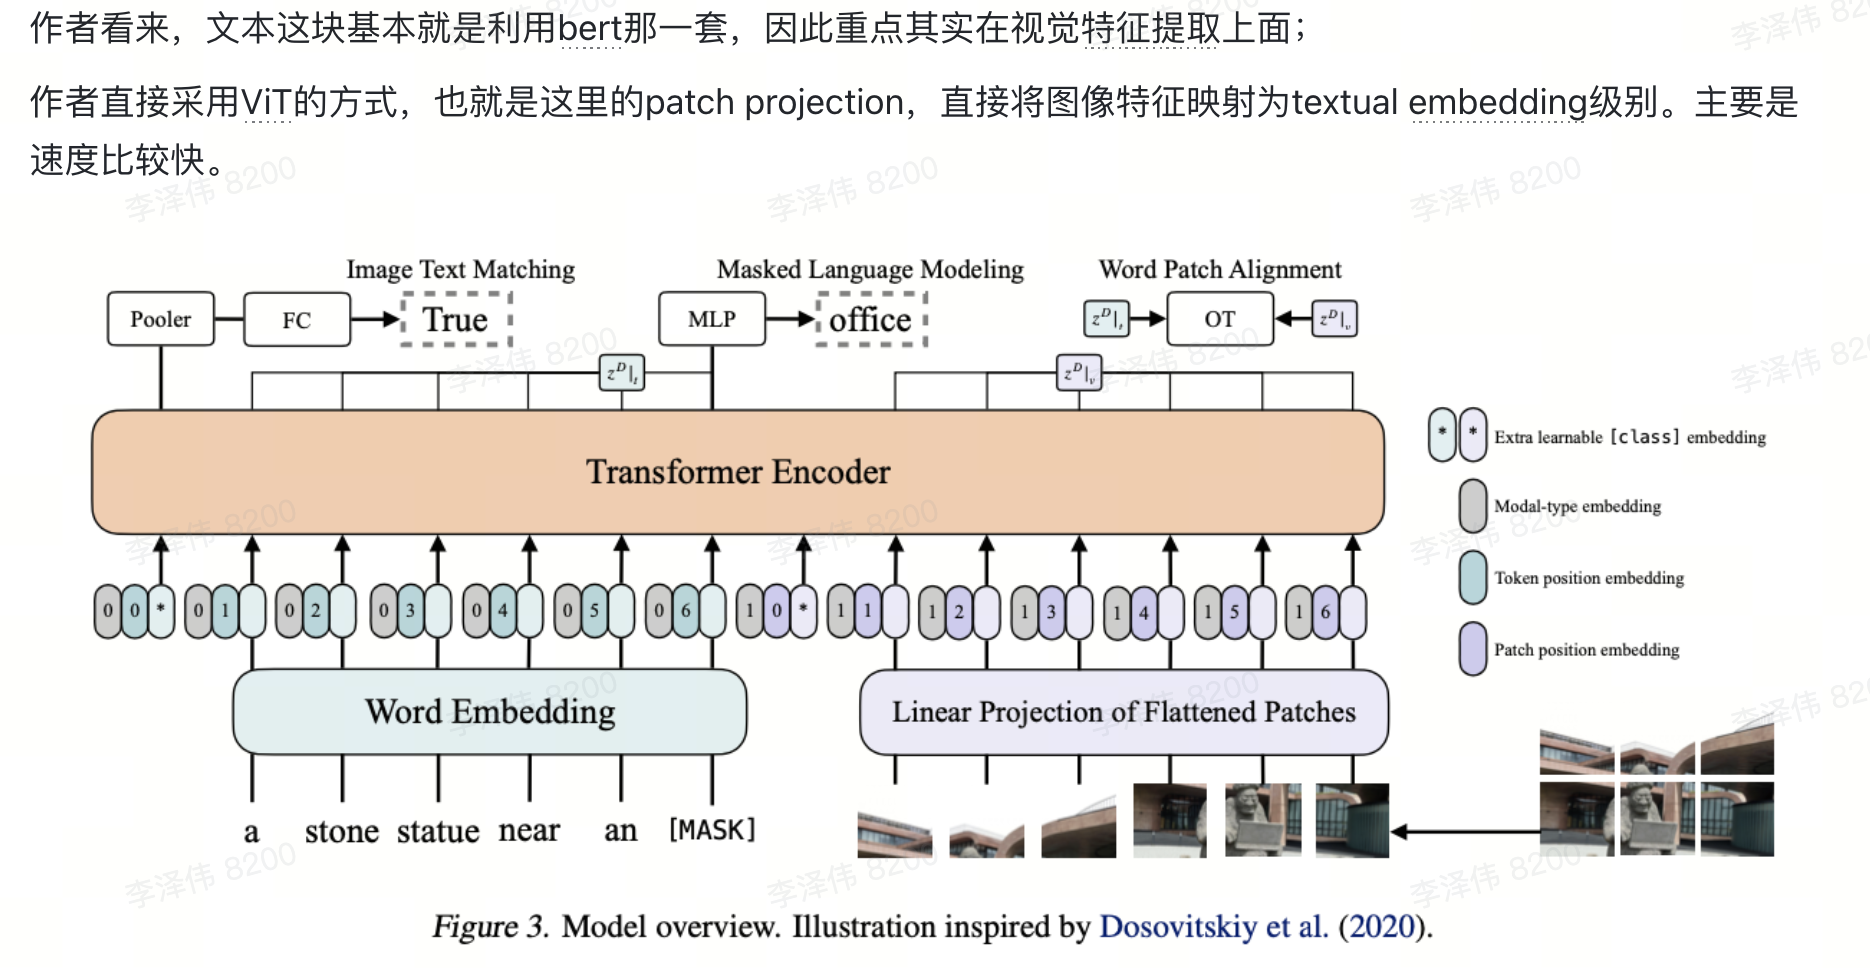 作者看来，文本这块基本就是利用bert那一套，因此重点其实在视觉特征提取上面；
作者直接采用ViT的方式，也就是这里的patch projection，直接将图像特征映射为textual embedding级别。主要是
速度比较快。
李泽伟 8200
Image Text Matching
Masked Language Modeling
Word Patch Alignment
Pooler
FC
True
MLP
office
zᴰ|ₜ
OT
zᴰ|ᵥ
zᴰ|ₜ
zᴰ|ᵥ
Transformer Encoder
* * Extra learnable [class] embedding
Modal-type embedding
Token position embedding
Patch position embedding
0 0 * 0 1 0 2 0 3 0 4 0 5 0 6 1 0 * 1 1 1 2 1 3 1 4 1 5 1 6
Word Embedding
Linear Projection of Flattened Patches
a stone statue near an [MASK]
Figure 3. Model overview. Illustration inspired by Dosovitskiy et al. (2020).